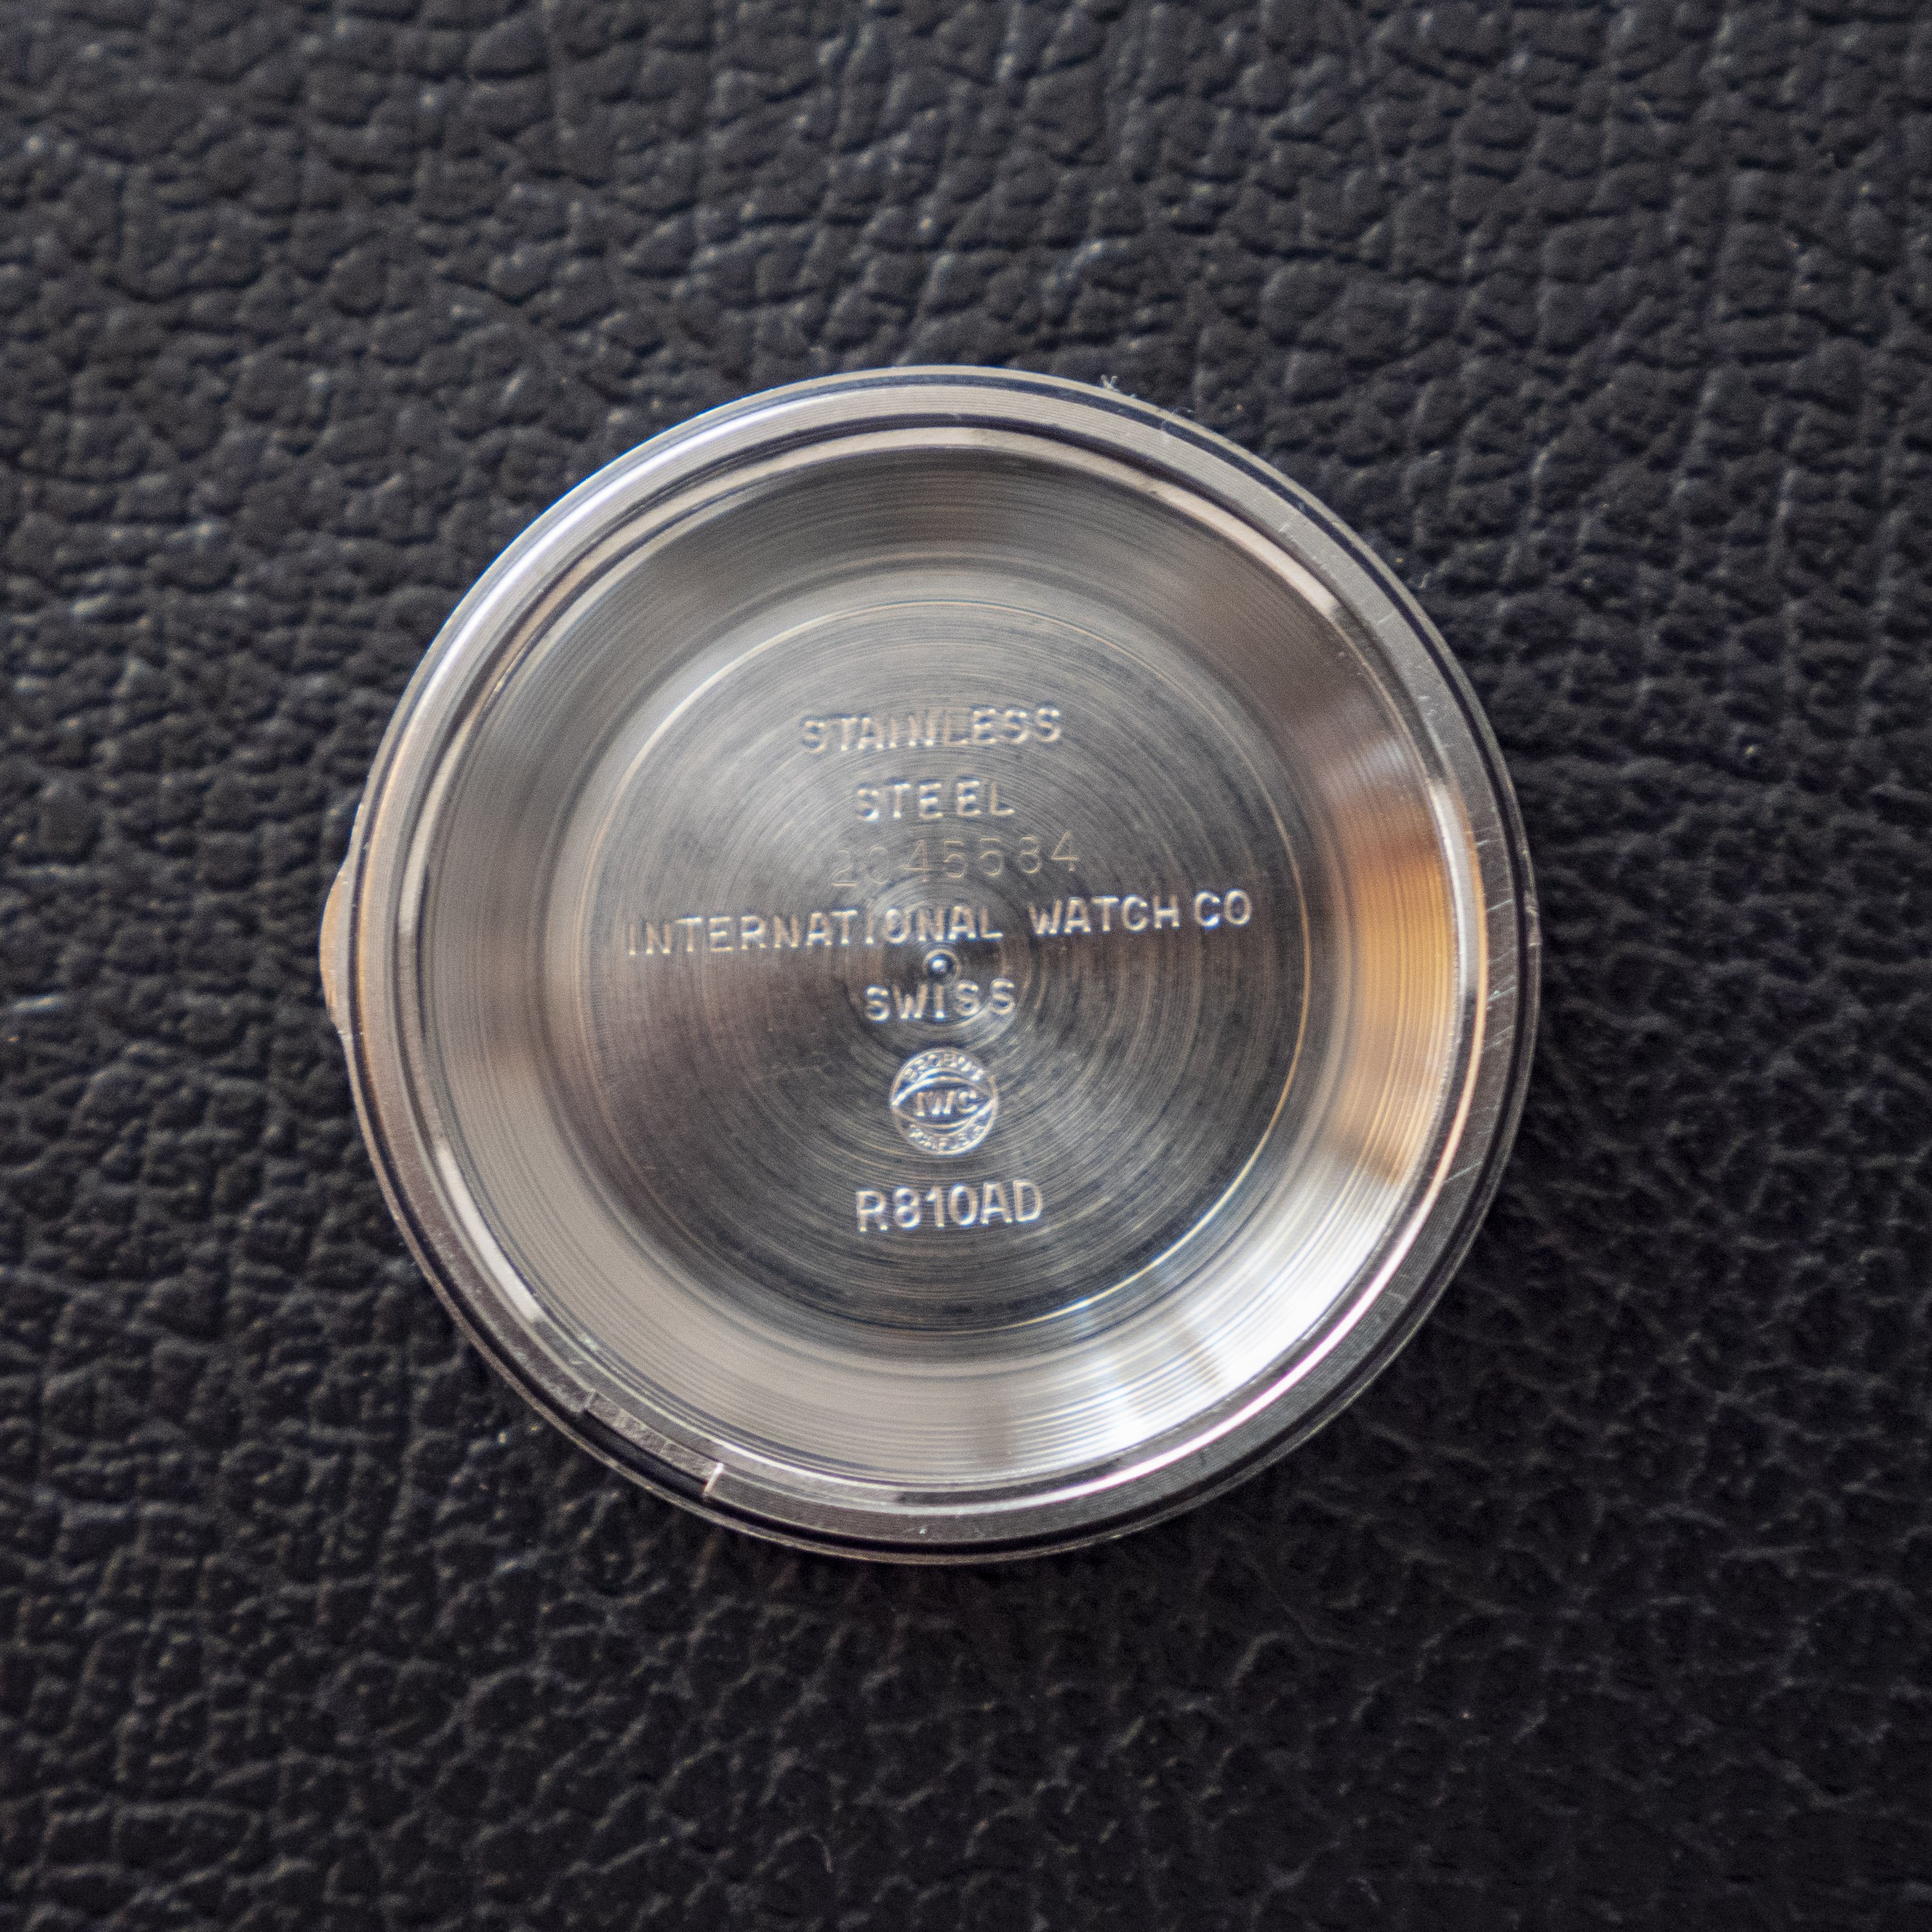 STAINLESS
STEEL
2045584
INTERNATIONAL WATCH CO
SWISS
IWC
R810AD